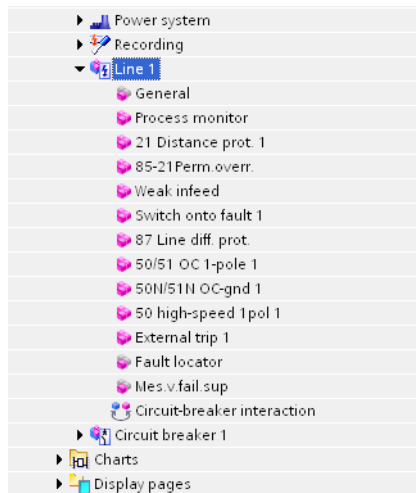 Power system
Recording
Line 1
General
Process monitor
21 Distance prot. 1
85-21Perm.overr.
Weak infeed
Switch onto fault 1
87 Line diff. prot.
50/51 OC 1-pole 1
50N/51N OC-gnd 1
50 high-speed 1pol 1
External trip 1
Fault locator
Mes.v.fail.sup
Circuit-breaker interaction
Circuit breaker 1
Charts
Display pages